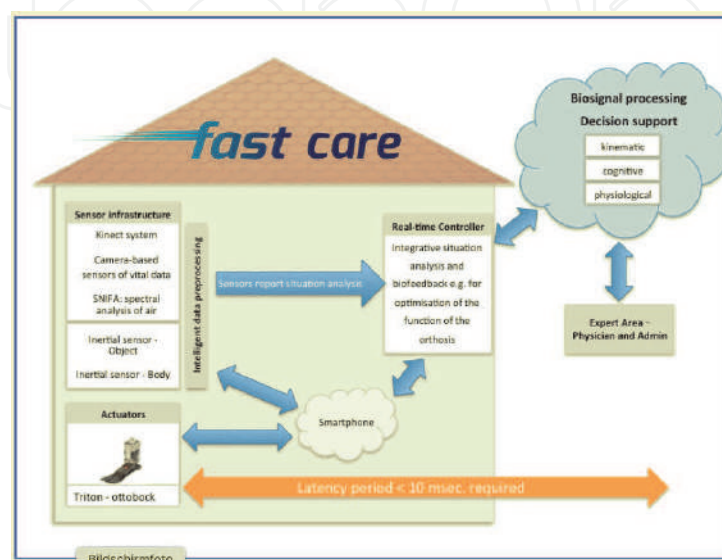 fast care
Biosignal processing
Decision support
kinematic
cognitive
physiological
Sensor infrastructure
Kinect system
Camera-based
sensors of vital data
SNIFA: spectral
analysis of air
Inertial sensor -
Object
Inertial sensor - Body
Intelligent data preprocessing
Sensors report situation analysis
Real-time Controller
Integrative situation
analysis and
biofeedback e.g. for
optimisation of the
function of the
orthosis
Expert Area -
Physician and Admin
Smartphone
Actuators
Triton - ottobock
Latency period < 10 msec. required
Bildschirmfoto